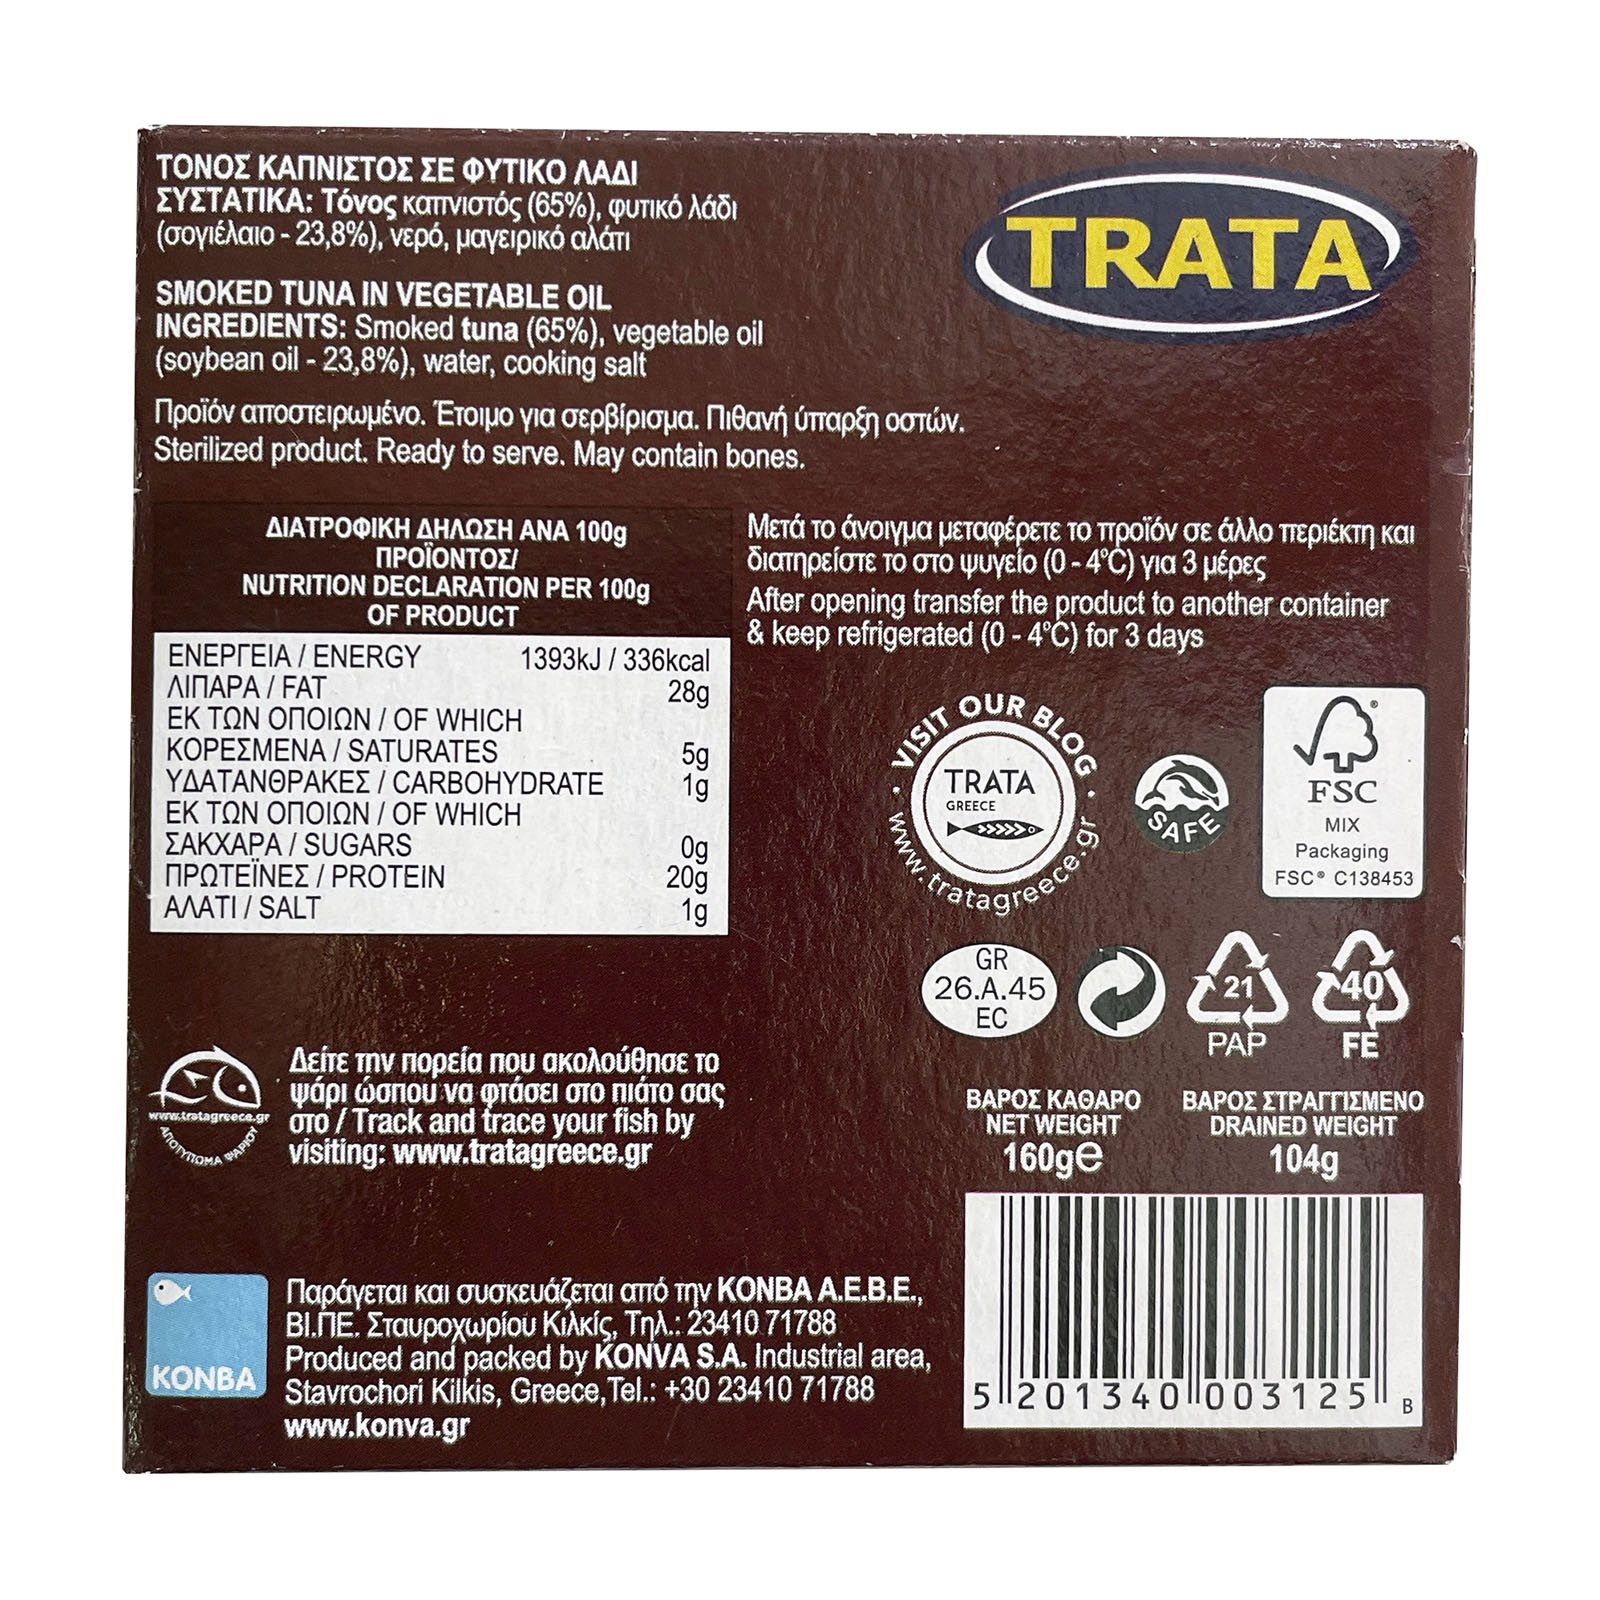 ΤΟΝΟΣ ΚΑΠΝΙΣΤΟΣ ΣΕ ΦΥΤΙΚΟ ΛΑΔΙ
ΣΥΣΤΑΤΙΚΑ: Τόνος καπνιστός (65%), φυτικό λάδι
(σογιέλαιο - 23,8%), νερό, μαγειρικό αλάτι
TRATA
SMOKED TUNA IN VEGETABLE OIL
INGREDIENTS: Smoked tuna (65%), vegetable oil
(soybean oil - 23,8%), water, cooking salt
Προϊόν αποστειρωμένο. Έτοιμο για σερβίρισμα. Πιθανή ύπαρξη οστών.
Sterilized product. Ready to serve. May contain bones.
ΔΙΑΤΡΟΦΙΚΗ ΔΗΛΩΣΗ ΑΝΑ 100g
ΠΡΟΪΟΝΤΟΣ/
NUTRITION DECLARATION PER 100g
OF PRODUCT
ΕΝΕΡΓΕΙΑ / ENERGY 1393kJ / 336kcal
ΛΙΠΑΡΑ / FAT 28g
ΕΚ ΤΩΝ ΟΠΟΙΩΝ / OF WHICH
ΚΟΡΕΣΜΕΝΑ / SATURATES 5g
ΥΔΑΤΑΝΘΡΑΚΕΣ / CARBOHYDRATE 1g
ΕΚ ΤΩΝ ΟΠΟΙΩΝ / OF WHICH
ΣΑΚΧΑΡΑ / SUGARS 0g
ΠΡΩΤΕΪΝΕΣ / PROTEIN 20g
ΑΛΑΤΙ / SALT 1g
Μετά το άνοιγμα μεταφέρετε το προϊόν σε άλλο περιέκτη και
διατηρείστε το στο ψυγείο (0 - 4°C) για 3 μέρες
After opening transfer the product to another container
& keep refrigerated (0 - 4°C) for 3 days
· VISIT OUR BLOG ·
TRATA
GREECE
www.tratagreece.gr
SAFE
FSC
MIX
Packaging
FSC® C138453
GR
26.A.45
EC
21
PAP
40
FE
www.tratagreece.gr
ΑΠΟΤΥΠΩΜΑ ΨΑΡΙΟΥ
Δείτε την πορεία που ακολούθησε το
ψάρι ώσπου να φτάσει στο πιάτο σας
στο / Track and trace your fish by
visiting: www.tratagreece.gr
ΒΑΡΟΣ ΚΑΘΑΡΟ
NET WEIGHT
160g℮
ΒΑΡΟΣ ΣΤΡΑΓΓΙΣΜΕΝΟ
DRAINED WEIGHT
104g
ΚΟΝΒΑ
Παράγεται και συσκευάζεται από την ΚΟΝΒΑ Α.Ε.Β.Ε.,
ΒΙ.ΠΕ. Σταυροχωρίου Κιλκίς, Τηλ.: 23410 71788
Produced and packed by KONVA S.A. Industrial area,
Stavrochori Kilkis, Greece,Tel.: +30 23410 71788
www.konva.gr
5 201340 003125 B